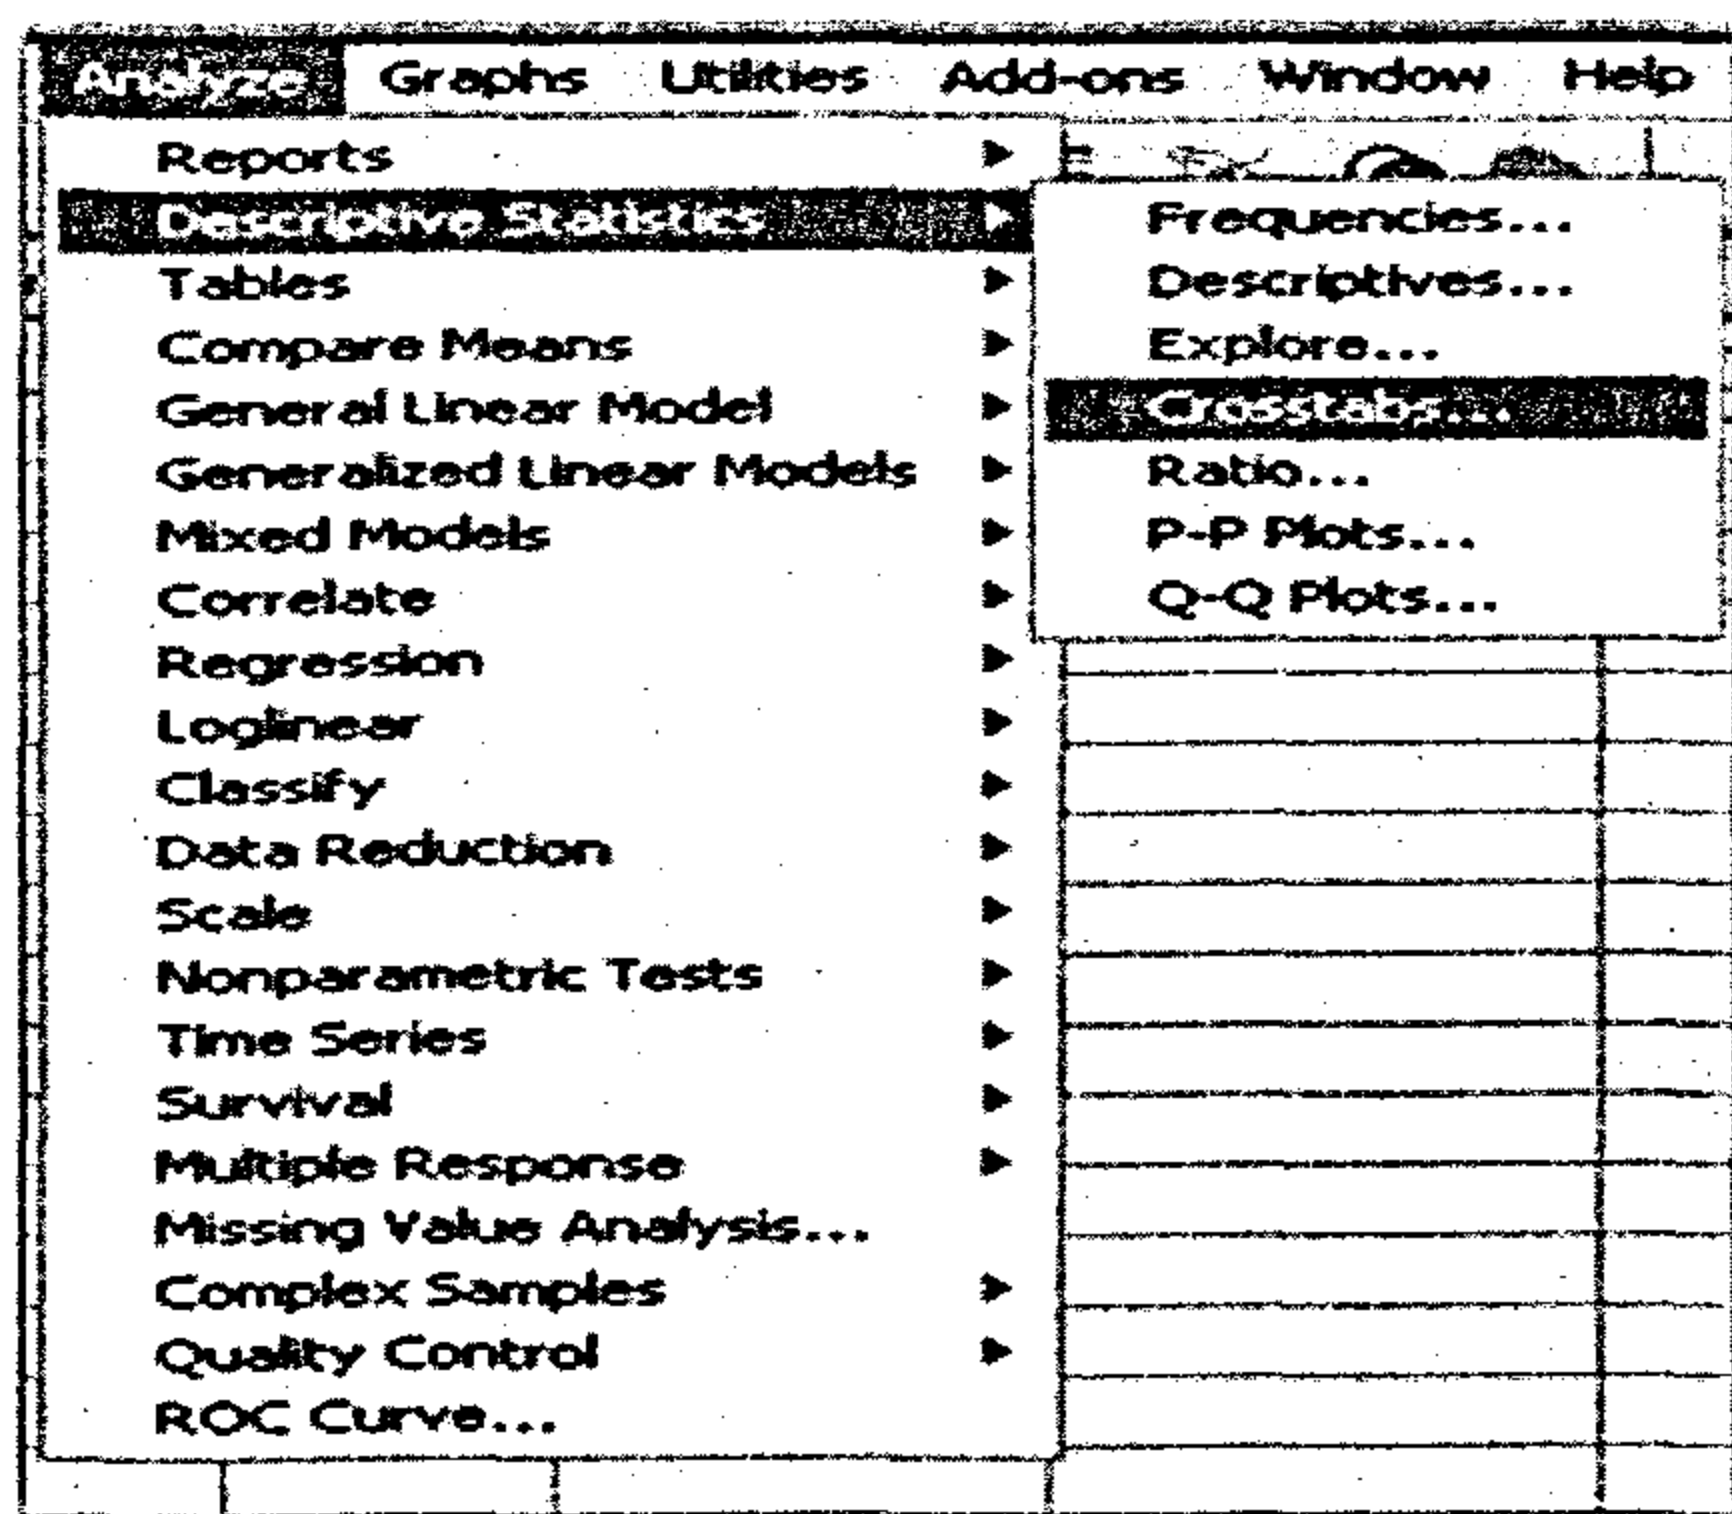 Analyze Graphs Utilities Add-ons Window Help
Reports
Descriptive Statistics
Tables
Compare Means
General Linear Model
Generalized Linear Models
Mixed Models
Correlate
Regression
Loglinear
Classify
Data Reduction
Scale
Nonparametric Tests
Time Series
Survival
Multiple Response
Missing Value Analysis...
Complex Samples
Quality Control
ROC Curve...
Frequencies...
Descriptives...
Explore...
Crosstabs...
Ratio...
P-P Plots...
Q-Q Plots...